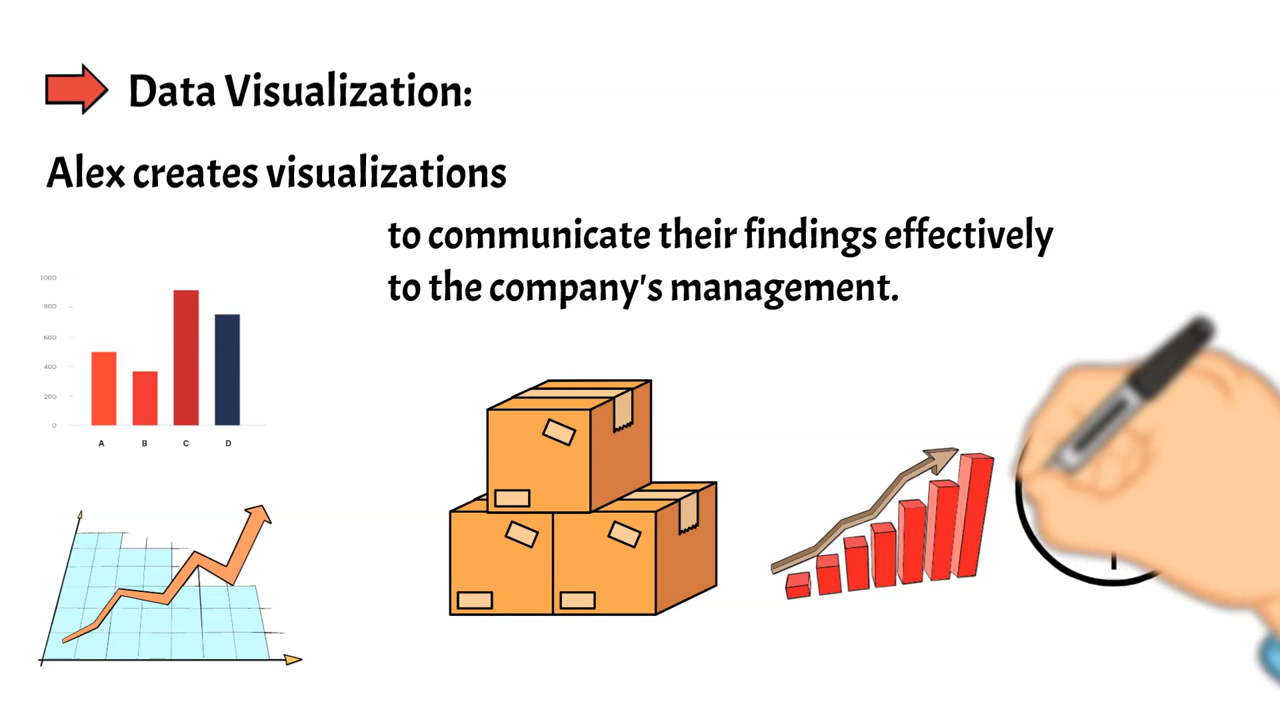 Data Visualization:
Alex creates visualizations
to communicate their findings effectively
to the company's management.
1000
800
600
400
200
0
A B C D